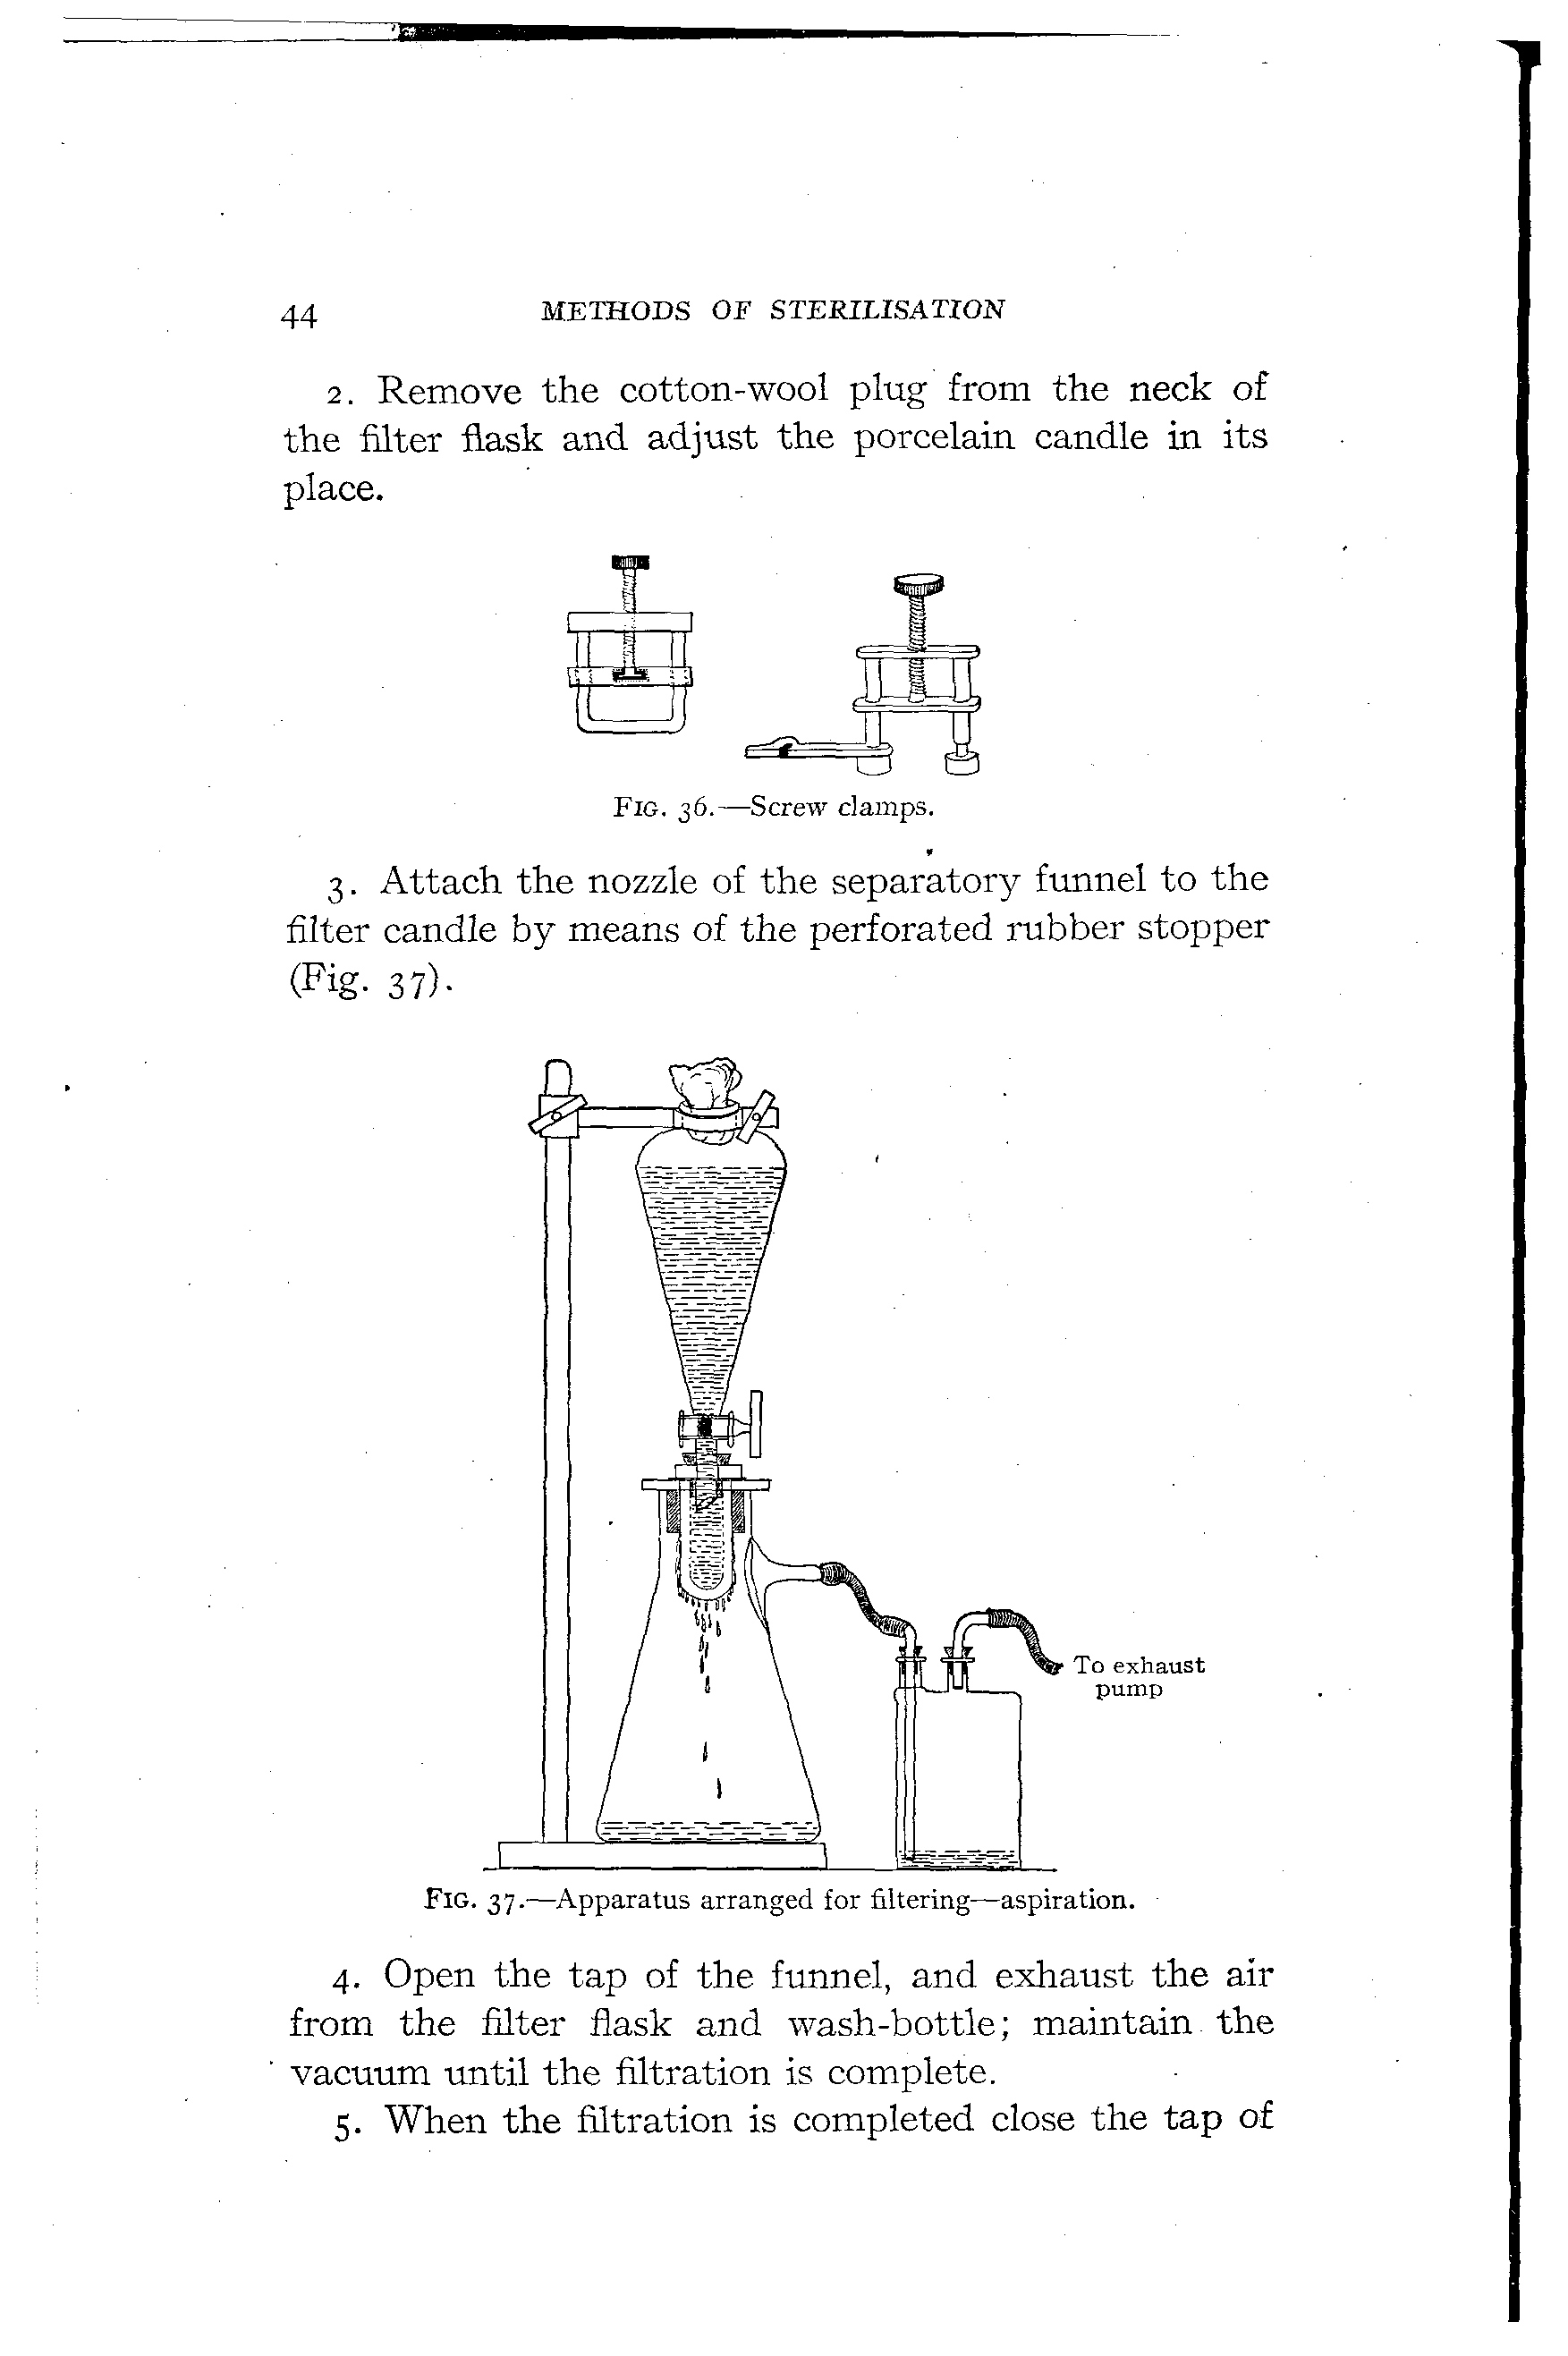 44 METHODS OF STERILISATION
2. Remove the cotton-wool plug from the neck of
the filter flask and adjust the porcelain candle in its
place.
FIG. 36.—Screw clamps.
3. Attach the nozzle of the separatory funnel to the
filter candle by means of the perforated rubber stopper
(Fig. 37).
To exhaust
pump
FIG. 37.—Apparatus arranged for filtering—aspiration.
4. Open the tap of the funnel, and exhaust the air
from the filter flask and wash-bottle; maintain the
vacuum until the filtration is complete.
5. When the filtration is completed close the tap of